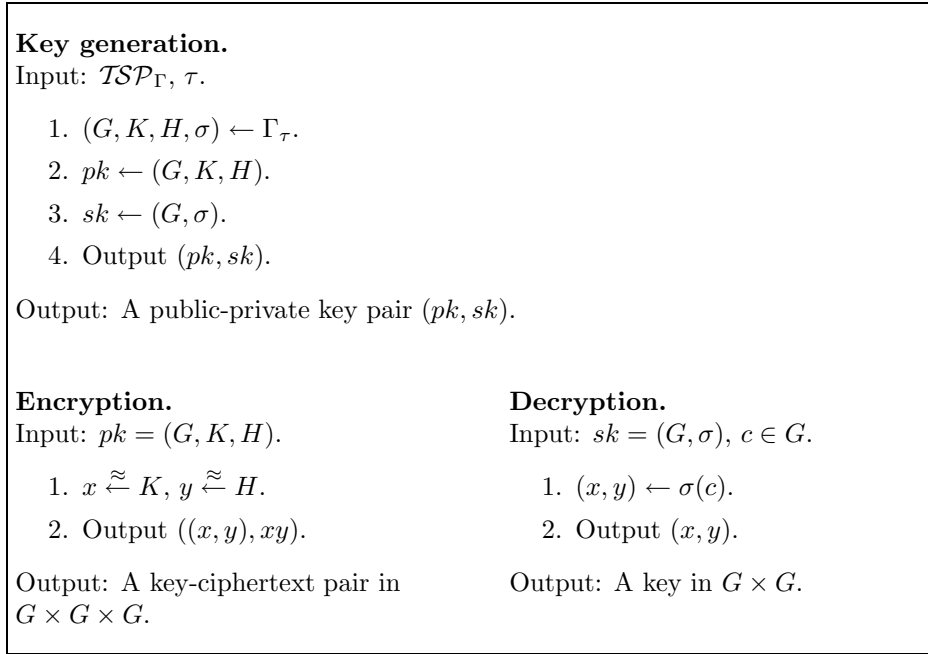 Key generation.
Input: 𝒯𝒮𝒫_Γ, τ.
1. (G, K, H, σ) ← Γ_τ.
2. pk ← (G, K, H).
3. sk ← (G, σ).
4. Output (pk, sk).
Output: A public-private key pair (pk, sk).
Encryption.
Input: pk = (G, K, H).
1. x ≈← K, y ≈← H.
2. Output ((x, y), xy).
Output: A key-ciphertext pair in
G × G × G.
Decryption.
Input: sk = (G, σ), c ∈ G.
1. (x, y) ← σ(c).
2. Output (x, y).
Output: A key in G × G.